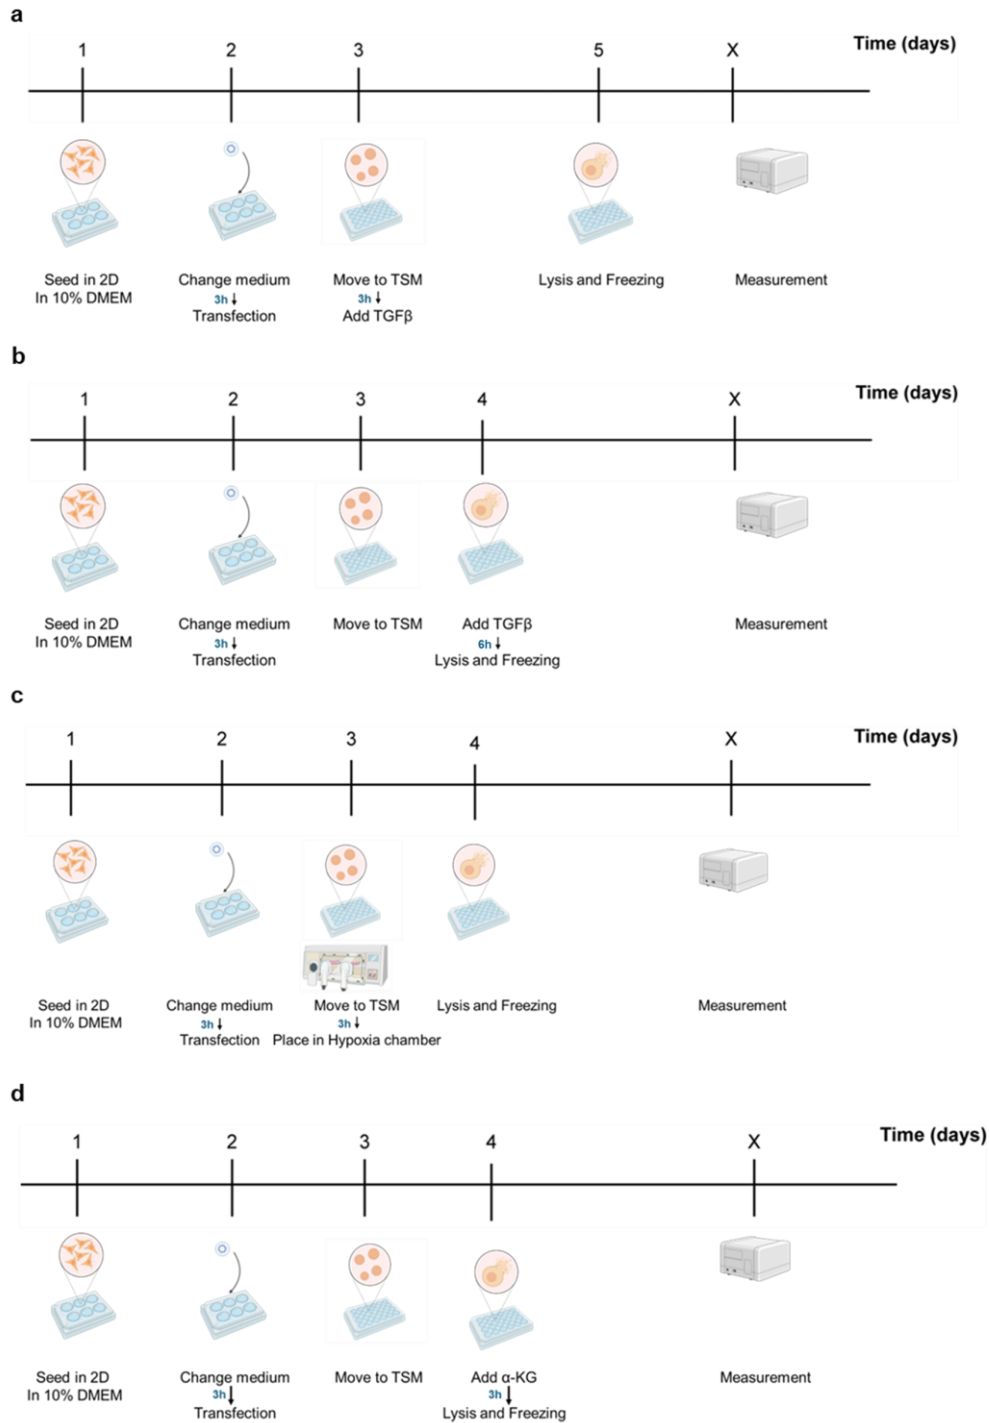 a
Time (days)
1 2 3 5 X
Seed in 2D
In 10% DMEM
Change medium
3h
Transfection
Move to TSM
3h
Add TGFβ
Lysis and Freezing
Measurement
b
Time (days)
1 2 3 4 X
Seed in 2D
In 10% DMEM
Change medium
3h
Transfection
Move to TSM
Add TGFβ
6h
Lysis and Freezing
Measurement
c
Time (days)
1 2 3 4 X
Seed in 2D
In 10% DMEM
Change medium
3h
Transfection
Move to TSM
3h
Place in Hypoxia chamber
Lysis and Freezing
Measurement
d
Time (days)
1 2 3 4 X
Seed in 2D
In 10% DMEM
Change medium
3h
Transfection
Move to TSM
Add α-KG
3h
Lysis and Freezing
Measurement